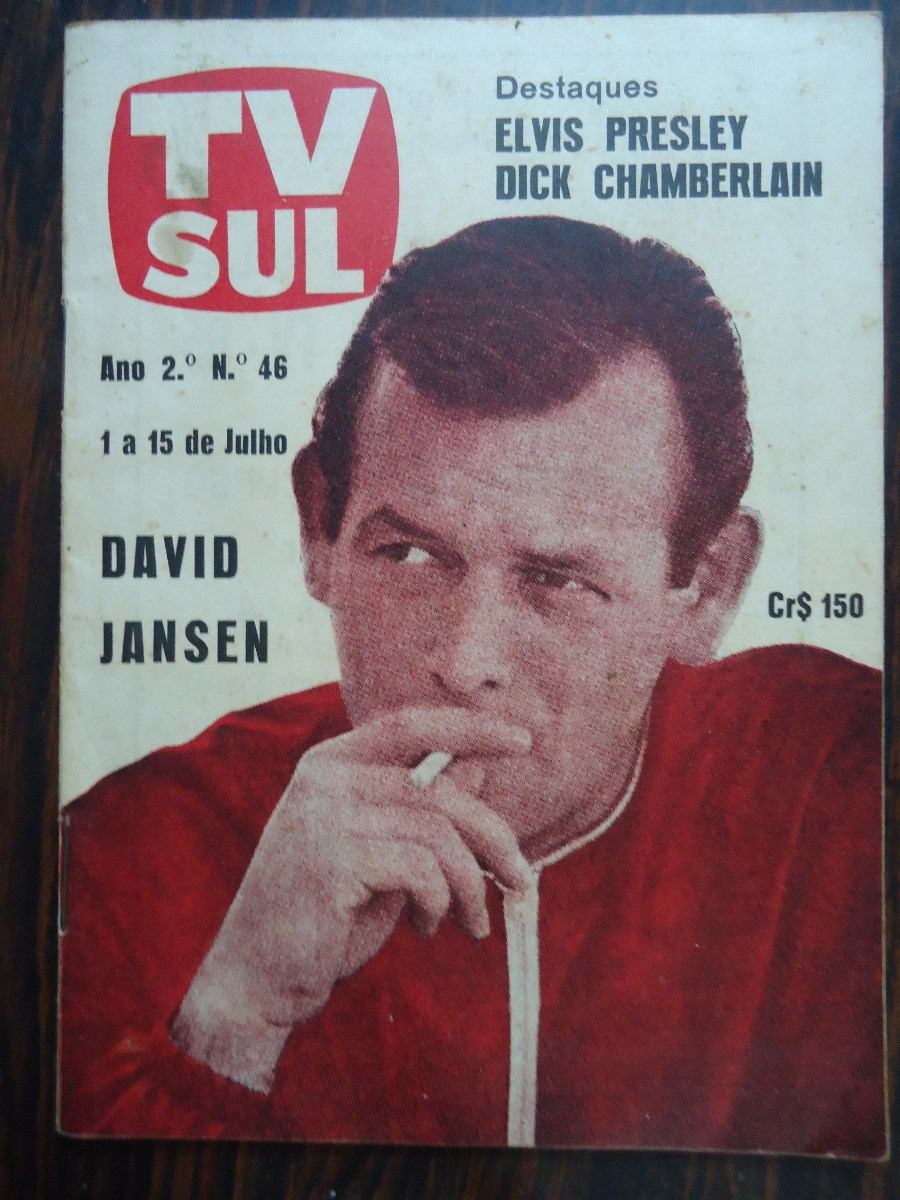 TV
SUL
Destaques
ELVIS PRESLEY
DICK CHAMBERLAIN
Ano 2.º N.º 46
1 a 15 de Julho
DAVID
JANSEN
Cr$ 150